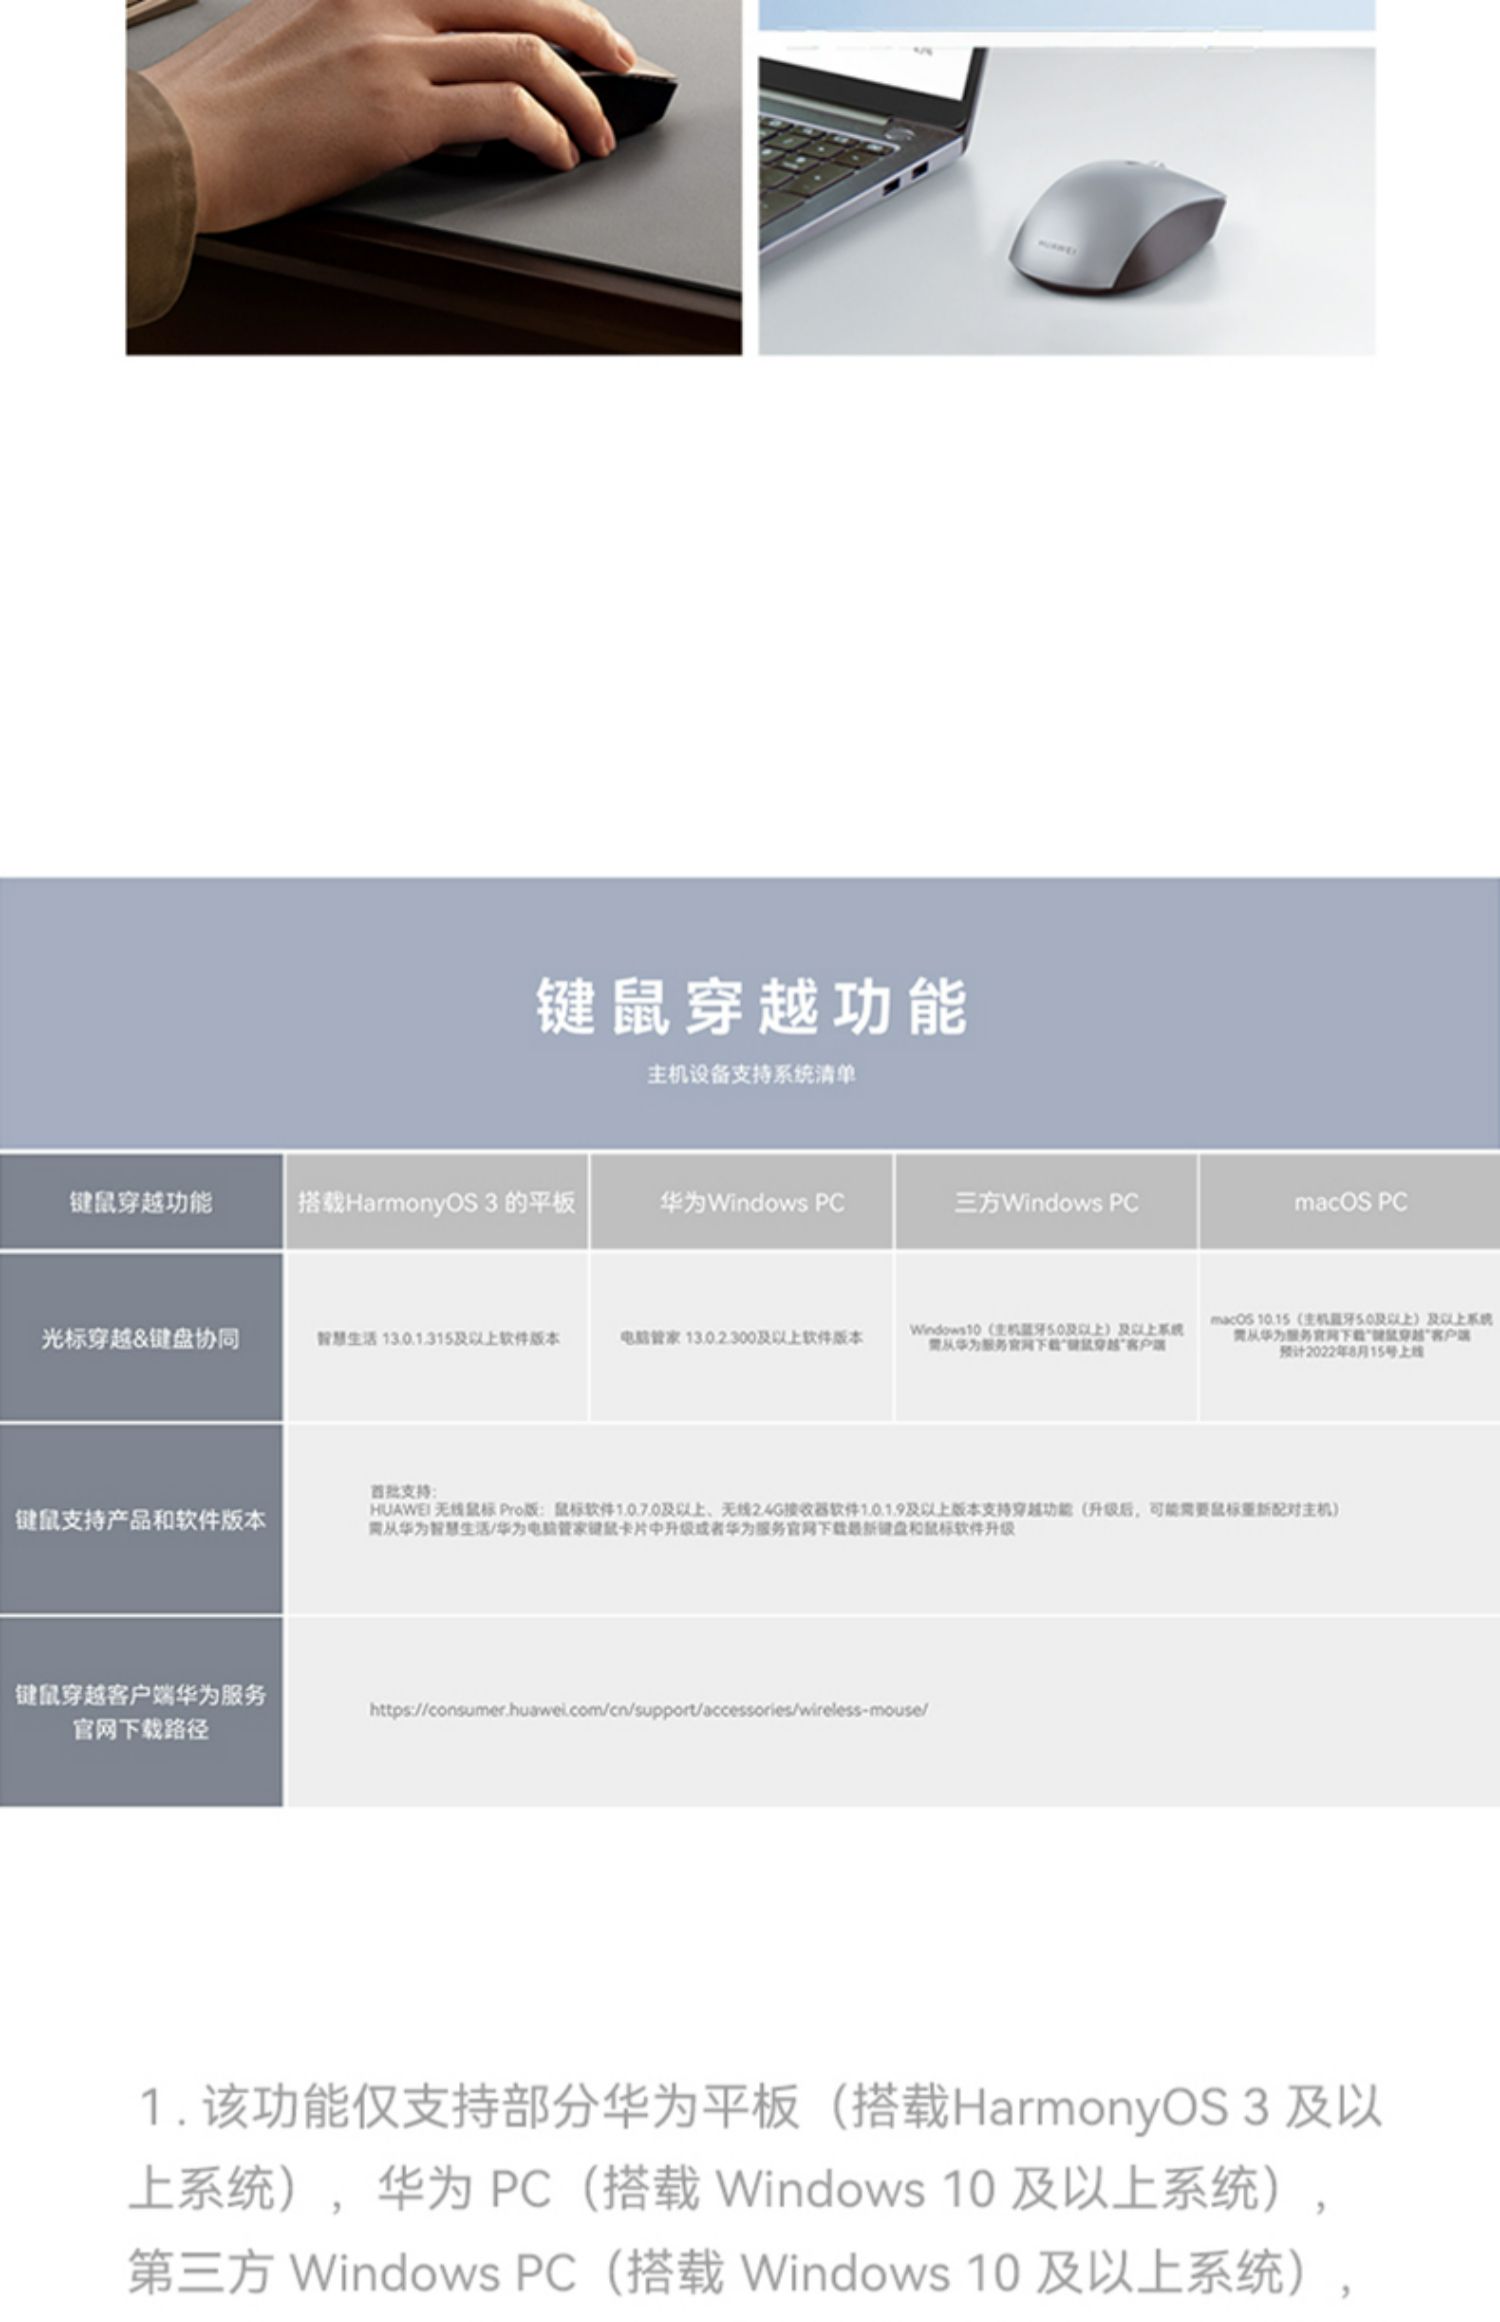 HUAWEI
键鼠穿越功能
主机设备支持系统清单
键鼠穿越功能
搭载HarmonyOS 3 的平板
华为Windows PC
三方Windows PC
macOS PC
光标穿越&键盘协同
智慧生活 13.0.1.315及以上软件版本
电脑管家 13.0.2.300及以上软件版本
Windows10（主机蓝牙5.0及以上）及以上系统
需从华为服务官网下载“键鼠穿越”客户端
macOS 10.15（主机蓝牙5.0及以上）及以上系统
需从华为服务官网下载“键鼠穿越”客户端
预计2022年8月15号上线
键鼠支持产品和软件版本
首批支持：
HUAWEI 无线鼠标 Pro版：鼠标软件1.0.7.0及以上、无线2.4G接收器软件1.0.1.9及以上版本支持穿越功能（升级后，可能需要鼠标重新配对主机）
需从华为智慧生活/华为电脑管家键鼠卡片中升级或者华为服务官网下载最新键盘和鼠标软件升级
键鼠穿越客户端华为服务
官网下载路径
https://consumer.huawei.com/cn/support/accessories/wireless-mouse/
1.该功能仅支持部分华为平板（搭载HarmonyOS 3 及以
上系统），华为 PC（搭载 Windows 10 及以上系统），
第三方 Windows PC（搭载 Windows 10 及以上系统），